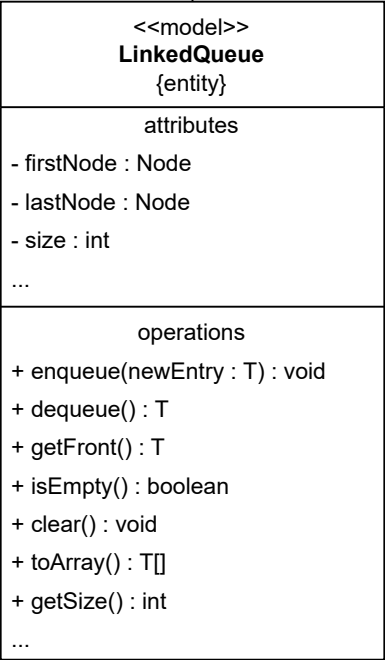 <<model>>
LinkedQueue
{entity}
attributes
- firstNode : Node
- lastNode : Node
- size : int
...
operations
+ enqueue(newEntry : T) : void
+ dequeue() : T
+ getFront() : T
+ isEmpty() : boolean
+ clear() : void
+ toArray() : T[]
+ getSize() : int
...